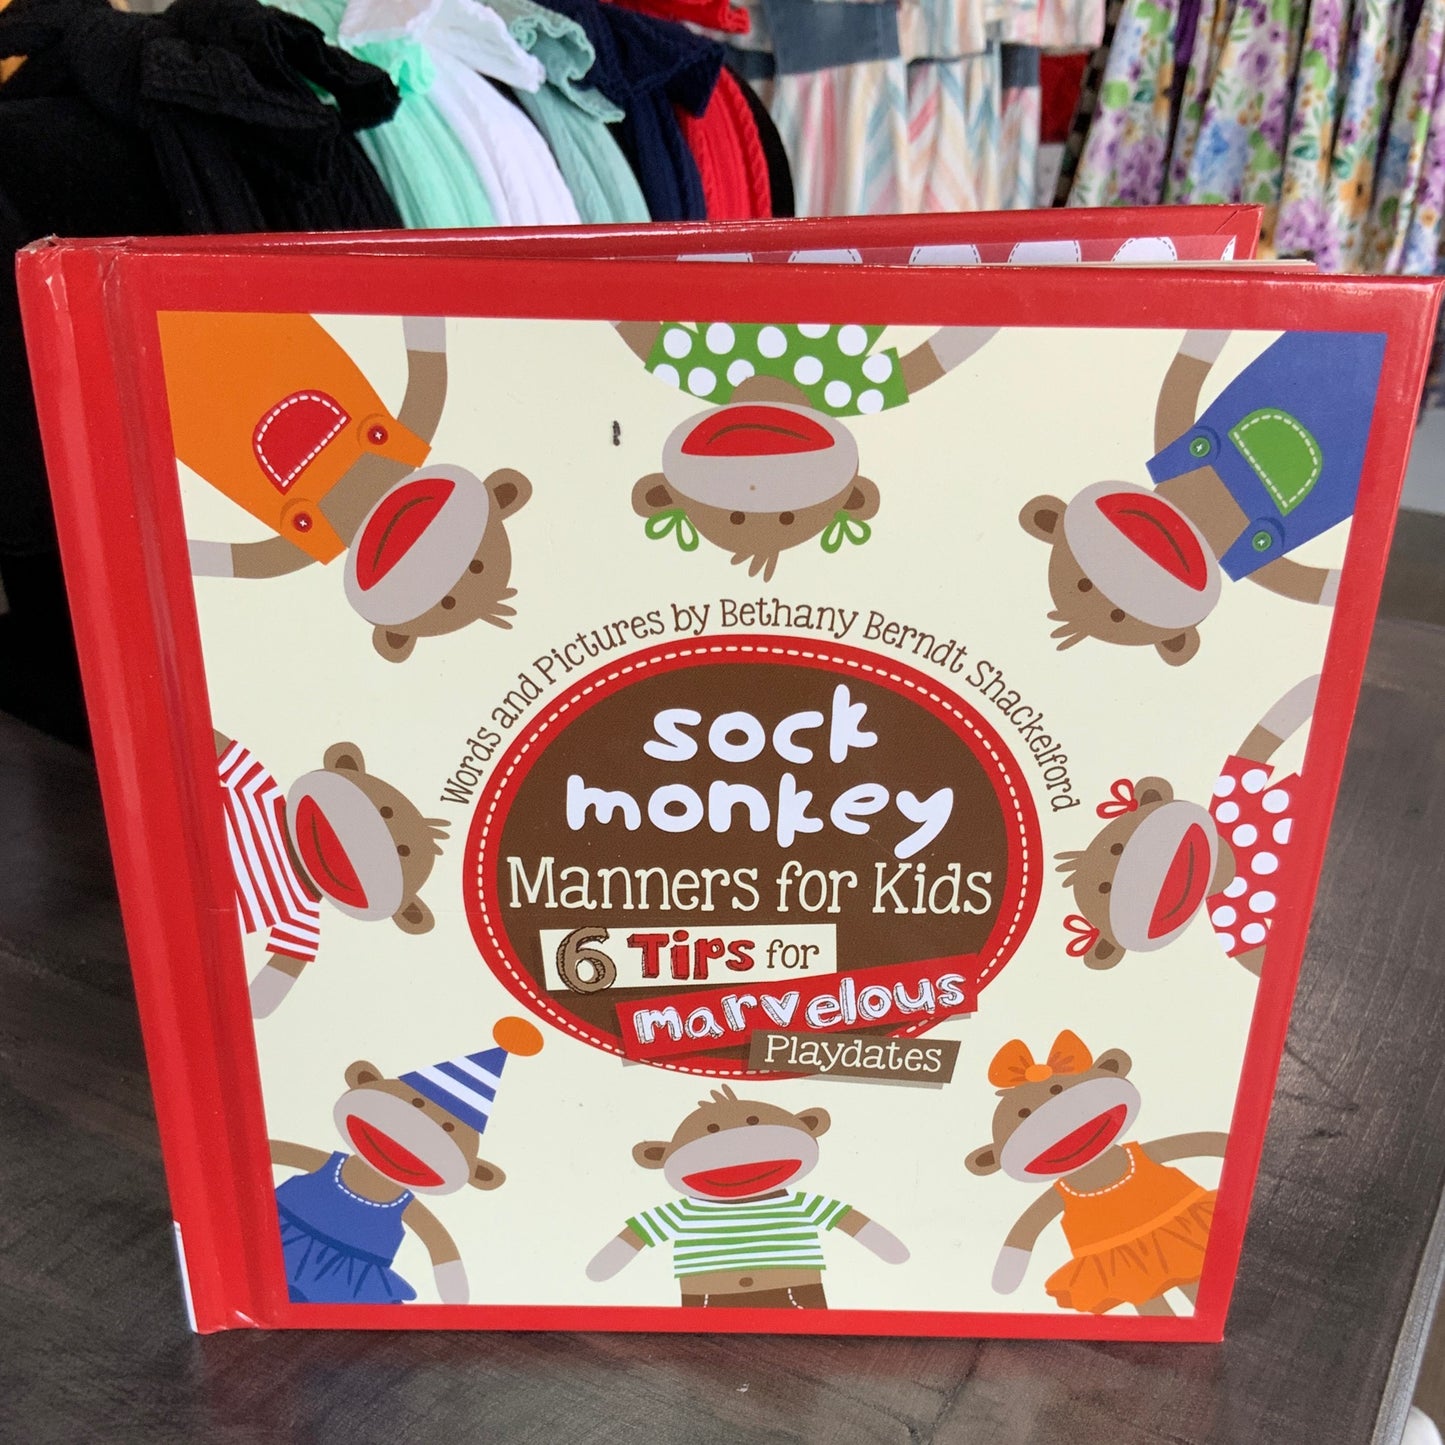 Words and Pictures by Bethany Berndt Shackelford
sock
monkey
Manners for Kids
6 Tips for
marvelous
Playdates